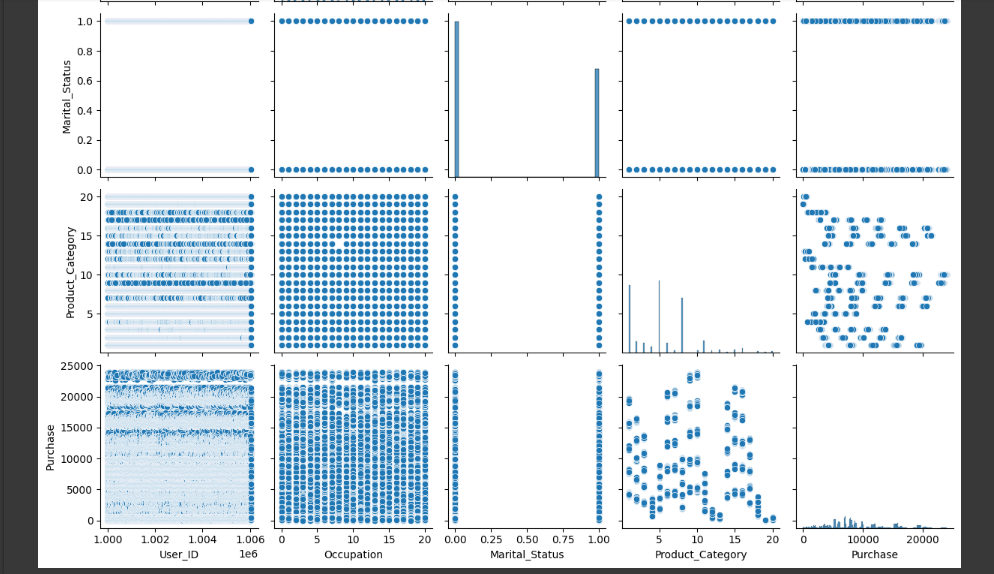 1.0
0.8
0.6
0.4
0.2
0.0
Marital_Status
20
15
10
5
Product_Category
25000
20000
15000
10000
5000
0
Purchase
1.000 1.002 1.004 1.006
1e6
User_ID
0 5 10 15 20
Occupation
0.00 0.25 0.50 0.75 1.00
Marital_Status
5 10 15 20
Product_Category
0 10000 20000
Purchase